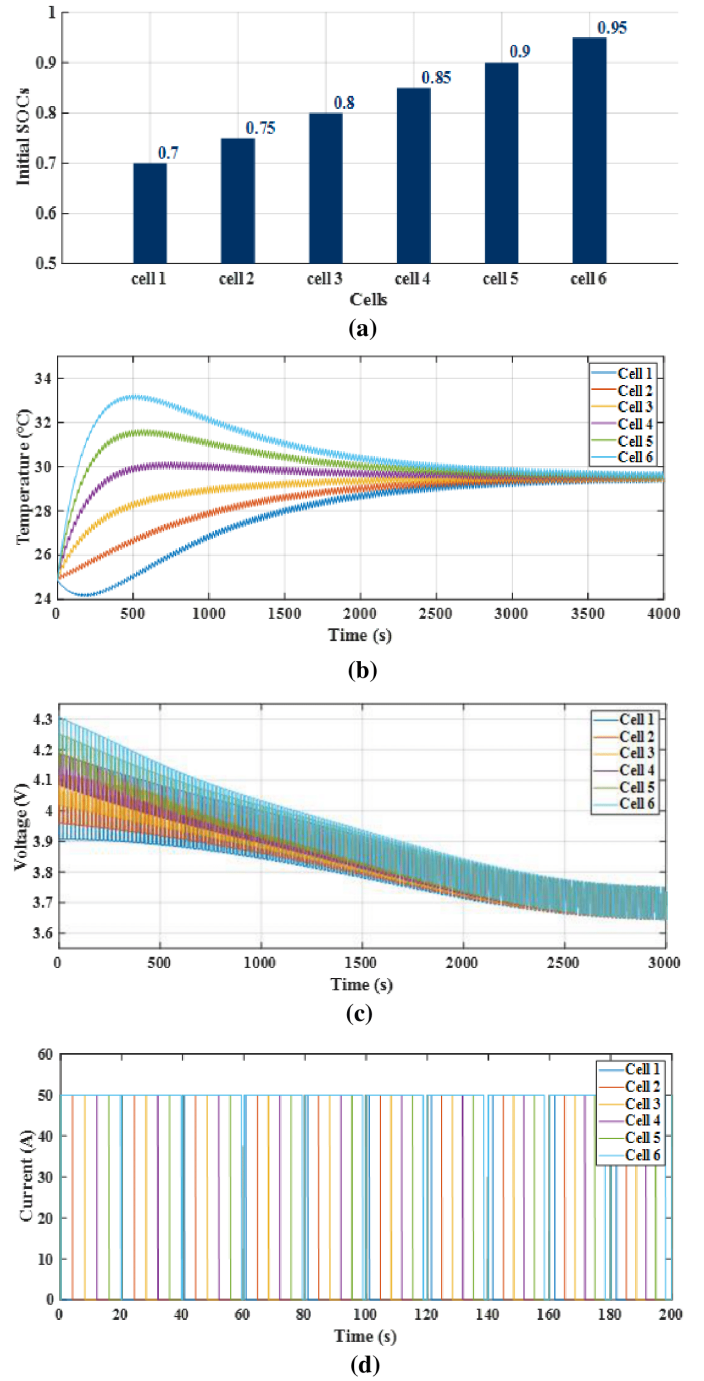 1
0.9
0.8
0.7
0.6
0.5
Initial SOCs
0.7
0.75
0.8
0.85
0.9
0.95
cell 1
cell 2
cell 3
cell 4
cell 5
cell 6
Cells
(a)
34
32
30
28
26
24
Temperature (°C)
Cell 1
Cell 2
Cell 3
Cell 4
Cell 5
Cell 6
0
500
1000
1500
2000
2500
3000
3500
4000
Time (s)
(b)
4.3
4.2
4.1
4
3.9
3.8
3.7
3.6
Voltage (V)
Cell 1
Cell 2
Cell 3
Cell 4
Cell 5
Cell 6
0
500
1000
1500
2000
2500
3000
Time (s)
(c)
60
50
40
30
20
10
0
Current (A)
Cell 1
Cell 2
Cell 3
Cell 4
Cell 5
Cell 6
0
20
40
60
80
100
120
140
160
180
200
Time (s)
(d)